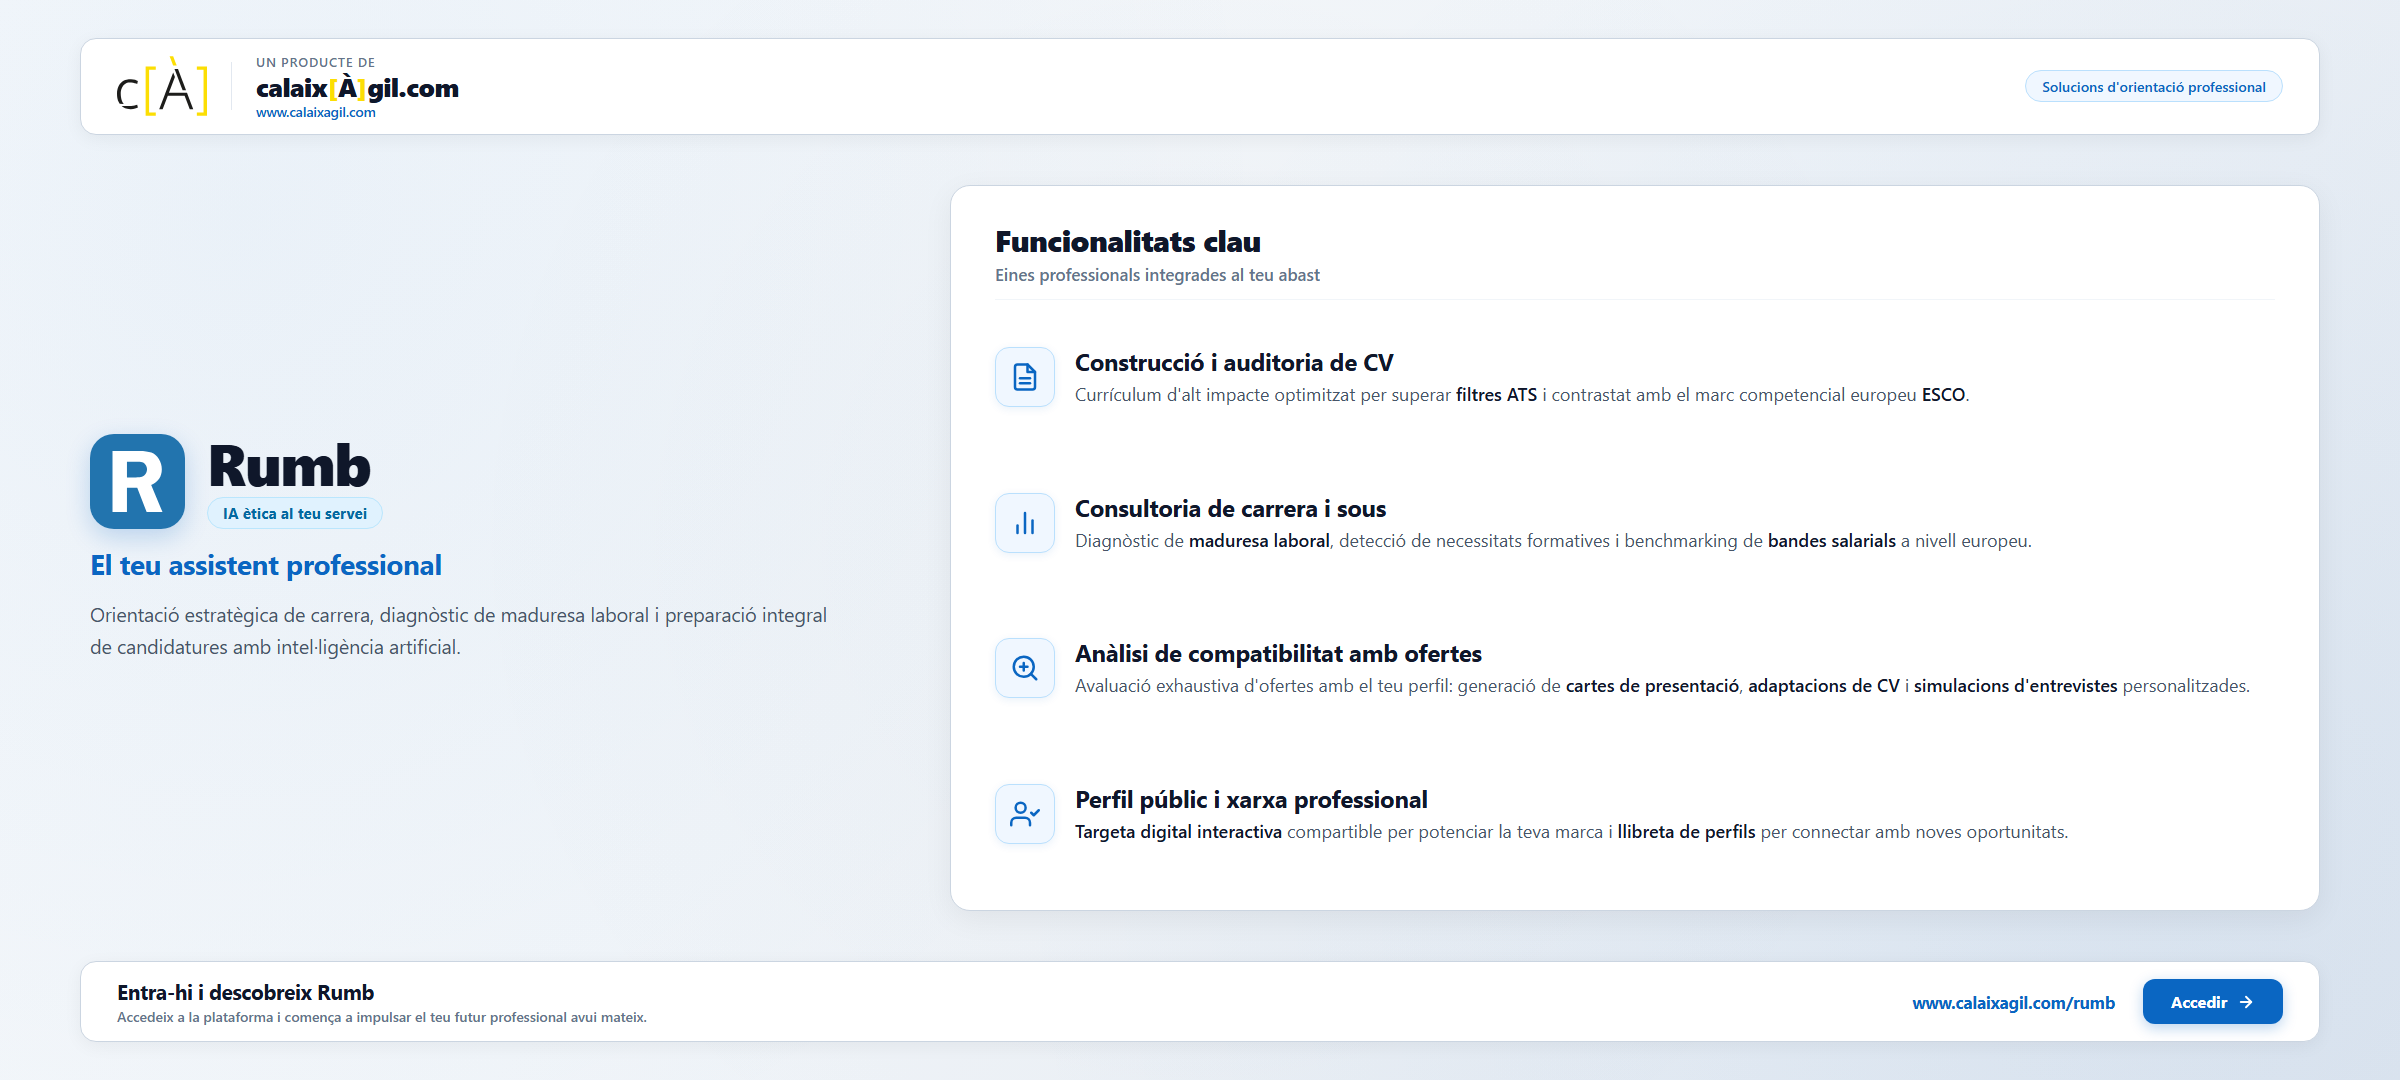 c[À]
UN PRODUCTE DE
calaix[À]gil.com
www.calaixagil.com
Solucions d'orientació professional
R
Rumb
IA ètica al teu servei
El teu assistent professional
Orientació estratègica de carrera, diagnòstic de maduresa laboral i preparació integral
de candidatures amb intel·ligència artificial.
Funcionalitats clau
Eines professionals integrades al teu abast
Construcció i auditoria de CV
Currículum d'alt impacte optimitzat per superar filtres ATS i contrastat amb el marc competencial europeu ESCO.
Consultoria de carrera i sous
Diagnòstic de maduresa laboral, detecció de necessitats formatives i benchmarking de bandes salarials a nivell europeu.
Anàlisi de compatibilitat amb ofertes
Avaluació exhaustiva d'ofertes amb el teu perfil: generació de cartes de presentació, adaptacions de CV i simulacions d'entrevistes personalitzades.
Perfil públic i xarxa professional
Targeta digital interactiva compartible per potenciar la teva marca i llibreta de perfils per connectar amb noves oportunitats.
Entra-hi i descobreix Rumb
Accedeix a la plataforma i comença a impulsar el teu futur professional avui mateix.
www.calaixagil.com/rumb
Accedir →